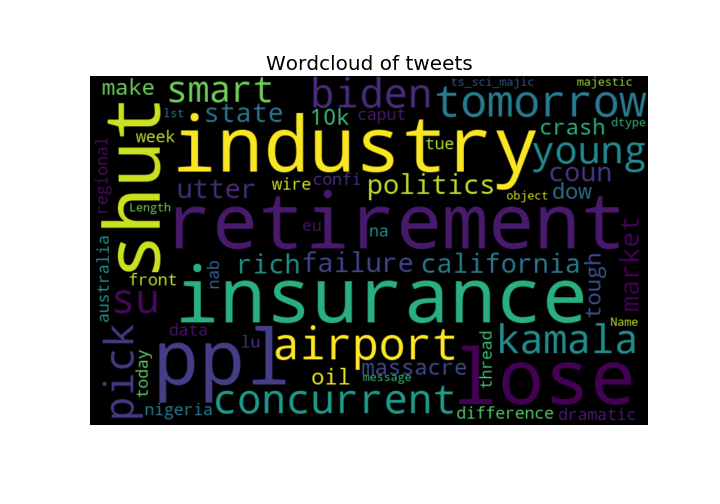 Wordcloud of tweets
make smart biden ts_sci_majic majestic
lst state 10k caput tomorrow
shut week industry tue crash dtype
regional utter wire confi politics young
coun
Length retirement object dow
eu na
australia front nab rich failure california tough market
su insurance
Name
pick data lu airport kamala
today ppl oil massacre thread lose
message
nigeria concurrent difference dramatic